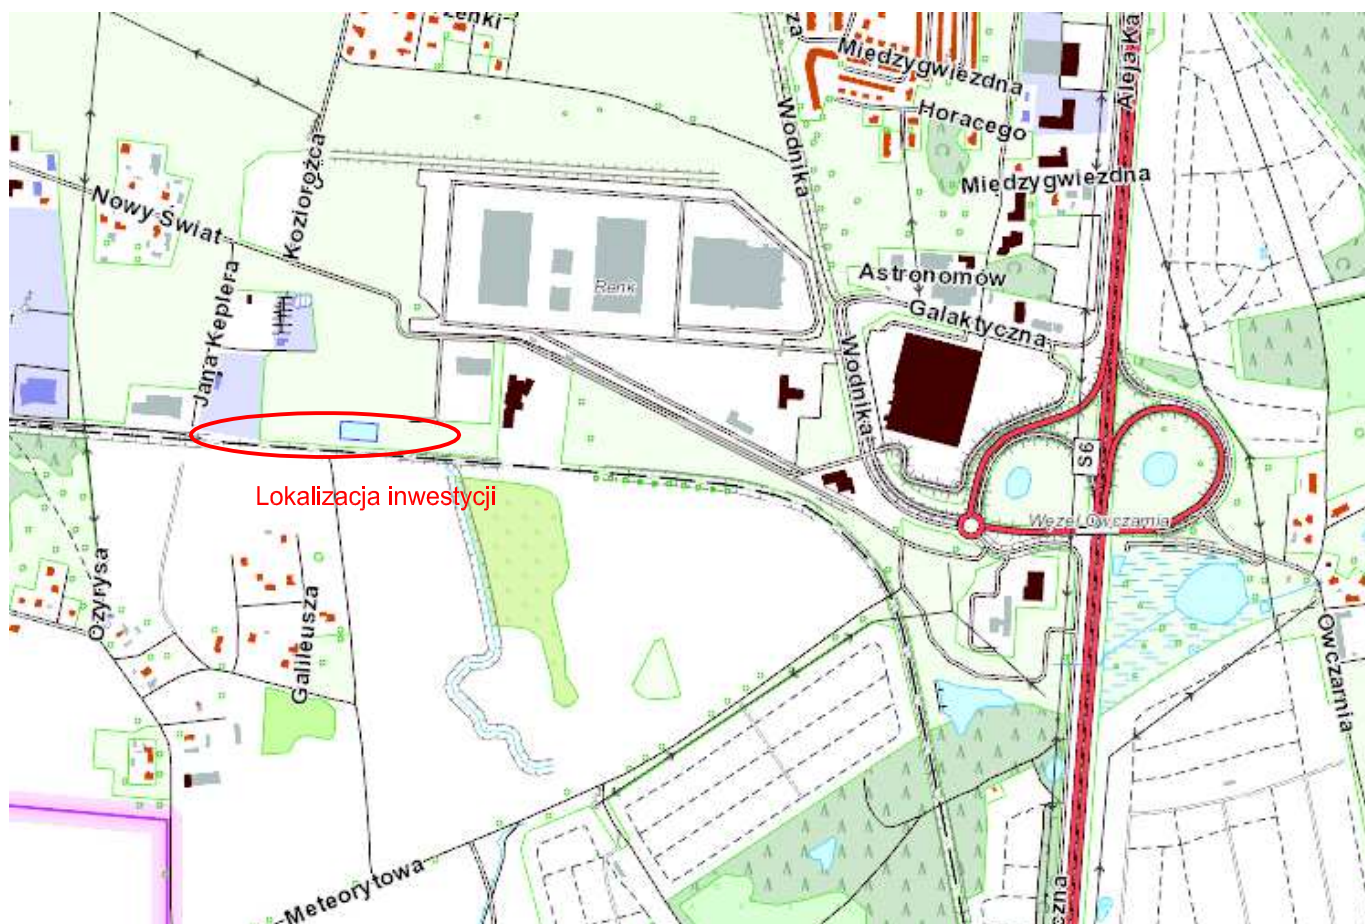 Międzygwiezdna
Horacego
Aleja Ka
Wodnika
Międzygwiezdna
Koziorożca
Nowy Świat
Jana Keplera
Renk
Astronomów
Galaktyczna
Wodnika
S6
Lokalizacja inwestycji
Węzeł Owczarnia
Ozyrysa
Galileusza
Owczarnia
Meteorytowa
czna